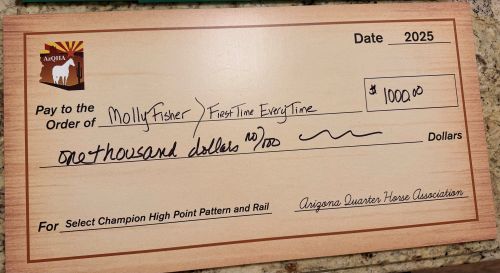 AzQHA
Date 2025
Pay to the
Order of Molly Fisher / First Time Every Time $ 1000.00
one thousand dollars no/100 Dollars
For Select Champion High Point Pattern and Rail Arizona Quarter Horse Association